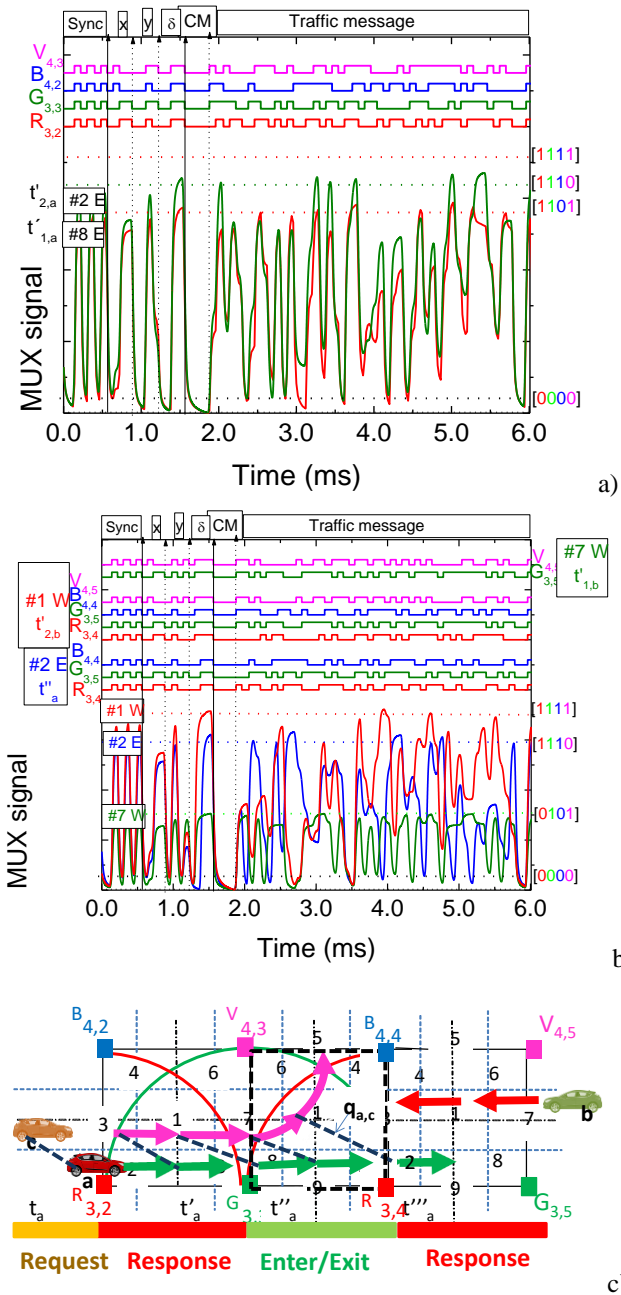 Sync x y δ CM Traffic message
V4,3
B4,2
G3,3
R3,2
[1111]
t'2,a #2 E [1110]
t´1,a #8 E [1101]
[0000]
MUX signal
0.0 1.0 2.0 3.0 4.0 5.0 6.0
Time (ms)
a)
Sync x y δ CM Traffic message
V4,5
G3,5
#7 W
t'1,b
V4,5
B4,4
G3,5
R3,4
#1 W
t'2,b
B4,4
G3,5
R3,4
#2 E
t''a
#1 W [1111]
#2 E [1110]
#7 W [0101]
[0000]
MUX signal
0.0 1.0 2.0 3.0 4.0 5.0 6.0
Time (ms)
b
B4,2 V4,3 B4,4 V4,5
5 5
4 6 6 4 4 6
3 1 7 1 qa,c 3 1 7 b
c
a 2 8 2 8
9 9
R3,2 G3, R3,4 G3,5
ta t'a t''a t'''a
Request Response Enter/Exit Response
c)